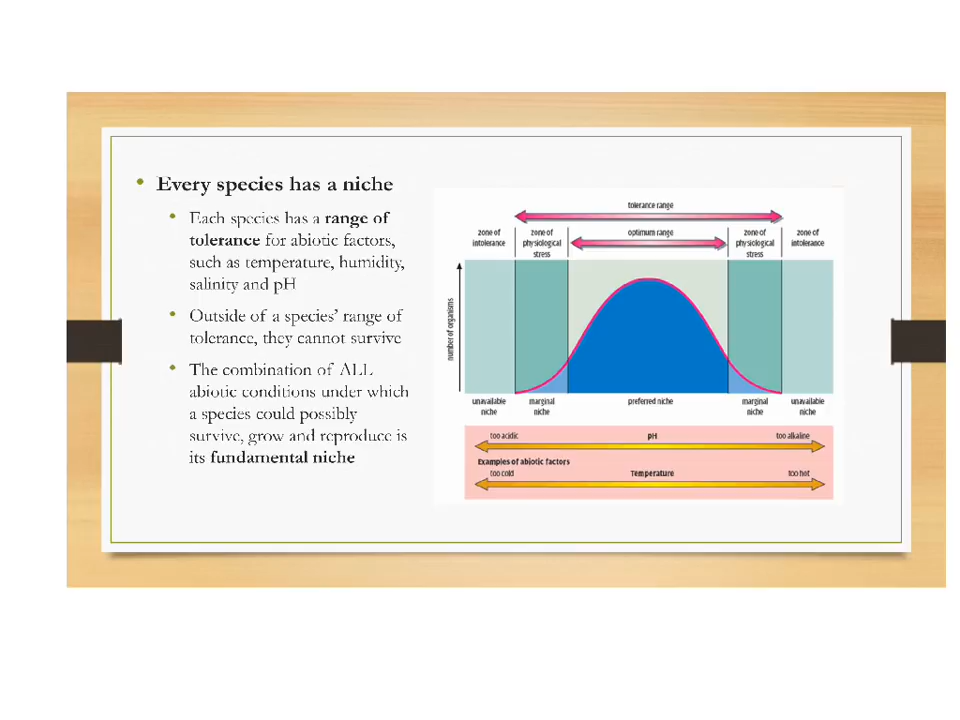 Every species has a niche
Each species has a range of
tolerance for abiotic factors,
such as temperature, humidity,
salinity and pH
Outside of a species' range of
tolerance, they cannot survive
The combination of ALL
abiotic conditions under which
a species could possibly
survive, grow and reproduce is
its fundamental niche
tolerance range
zone of
intolerance
zone of
physiological
stress
optimum range
zone of
physiological
stress
zone of
intolerance
number of organisms
unavailable
niche
marginal
niche
preferred niche
marginal
niche
unavailable
niche
too acidic pH too alkaline
Examples of abiotic factors
too cold Temperature too hot